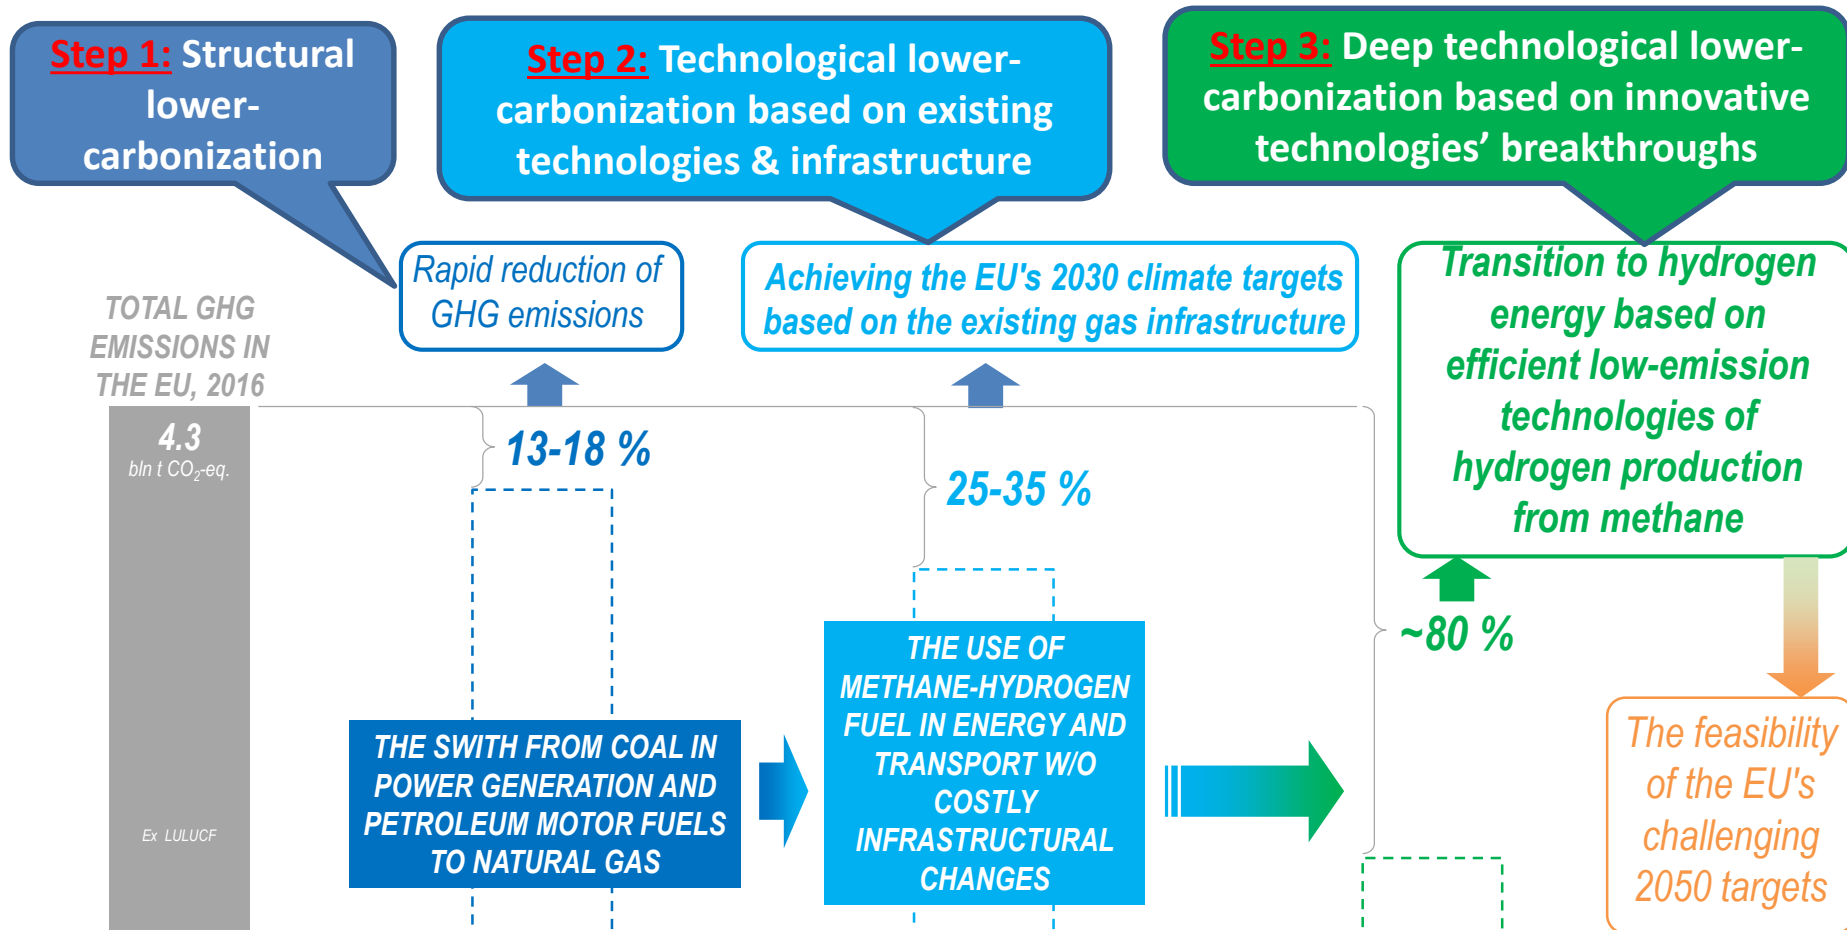 Step 1: Structural
lower-
carbonization
Step 2: Technological lower-
carbonization based on existing
technologies & infrastructure
Step 3: Deep technological lower-
carbonization based on innovative
technologies’ breakthroughs
Rapid reduction of
GHG emissions
Achieving the EU's 2030 climate targets
based on the existing gas infrastructure
Transition to hydrogen
energy based on
efficient low-emission
technologies of
hydrogen production
from methane
TOTAL GHG
EMISSIONS IN
THE EU, 2016
4.3
bln t CO₂-eq.
Ex LULUCF
13-18 %
25-35 %
~80 %
THE SWITH FROM COAL IN
POWER GENERATION AND
PETROLEUM MOTOR FUELS
TO NATURAL GAS
THE USE OF
METHANE-HYDROGEN
FUEL IN ENERGY AND
TRANSPORT W/O
COSTLY
INFRASTRUCTURAL
CHANGES
The feasibility
of the EU's
challenging
2050 targets